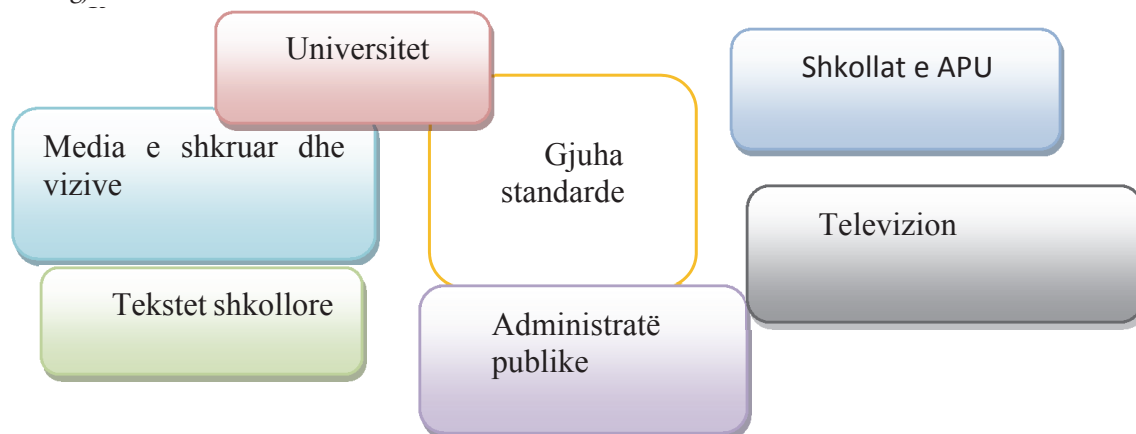 Universitet
Shkollat e APU
Media e shkruar dhe
vizive
Gjuha
standarde
Televizion
Tekstet shkollore
Administratë
publike